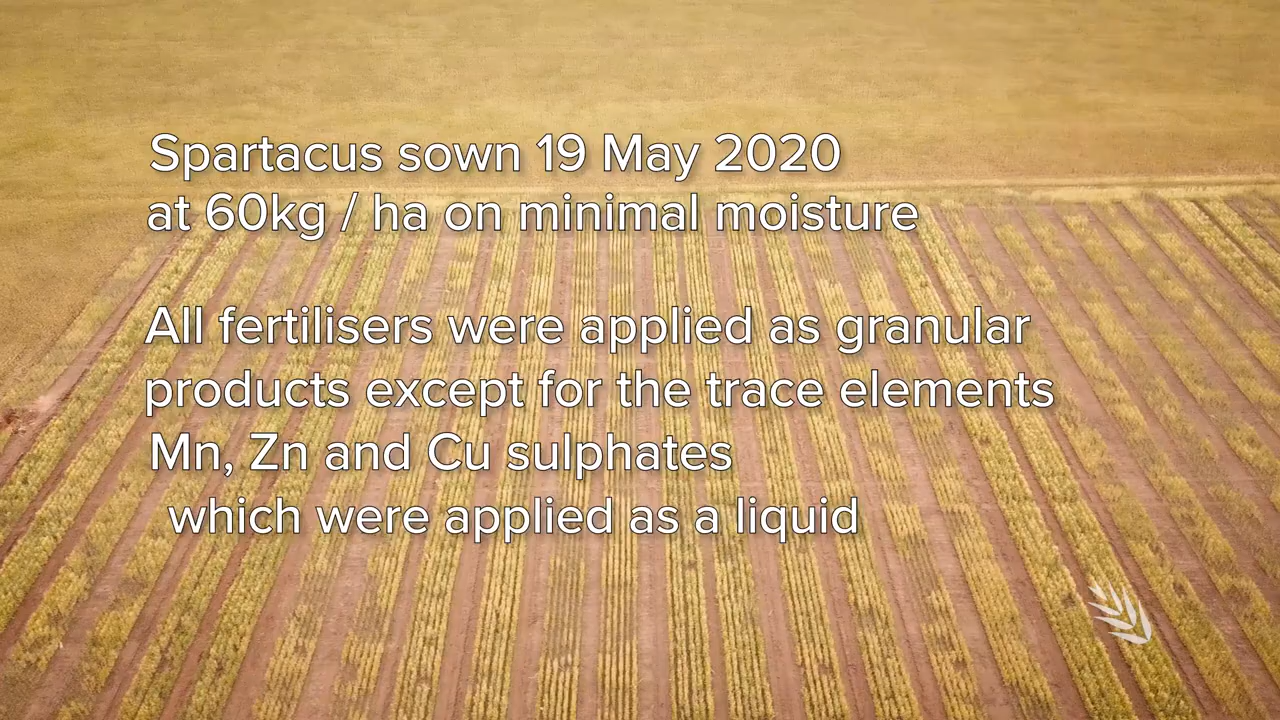 Spartacus sown 19 May 2020
at 60kg / ha on minimal moisture
All fertilisers were applied as granular
products except for the trace elements
Mn, Zn and Cu sulphates
which were applied as a liquid